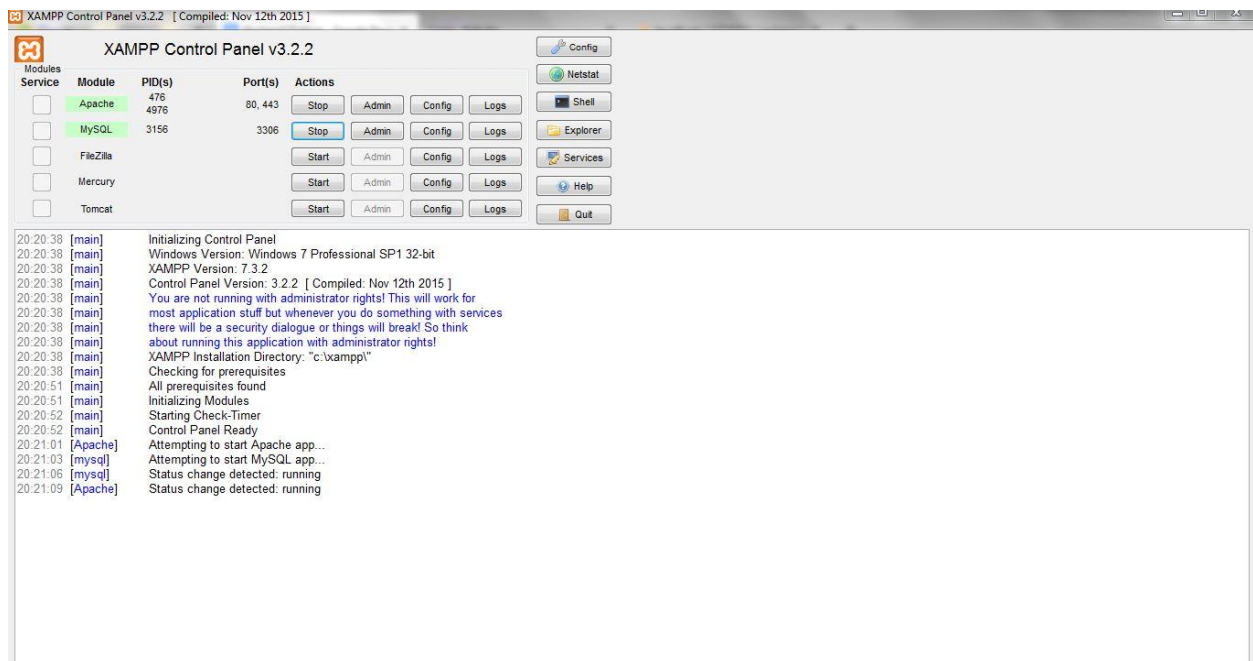 XAMPP Control Panel v3.2.2 [ Compiled: Nov 12th 2015 ]
XAMPP Control Panel v3.2.2
Config
Modules
Service Module PID(s) Port(s) Actions
Netstat
Apache 476 4976 80, 443 Stop Admin Config Logs
Shell
MySQL 3156 3306 Stop Admin Config Logs
Explorer
FileZilla Start Admin Config Logs
Services
Mercury Start Admin Config Logs
Help
Tomcat Start Admin Config Logs
Quit
20:20:38 [main] Initializing Control Panel
20:20:38 [main] Windows Version: Windows 7 Professional SP1 32-bit
20:20:38 [main] XAMPP Version: 7.3.2
20:20:38 [main] Control Panel Version: 3.2.2 [ Compiled: Nov 12th 2015 ]
20:20:38 [main] You are not running with administrator rights! This will work for
20:20:38 [main] most application stuff but whenever you do something with services
20:20:38 [main] there will be a security dialogue or things will break! So think
20:20:38 [main] about running this application with administrator rights!
20:20:38 [main] XAMPP Installation Directory: "c:\xampp\"
20:20:38 [main] Checking for prerequisites
20:20:51 [main] All prerequisites found
20:20:51 [main] Initializing Modules
20:20:52 [main] Starting Check-Timer
20:20:52 [main] Control Panel Ready
20:21:01 [Apache] Attempting to start Apache app...
20:21:03 [mysql] Attempting to start MySQL app...
20:21:06 [mysql] Status change detected: running
20:21:09 [Apache] Status change detected: running